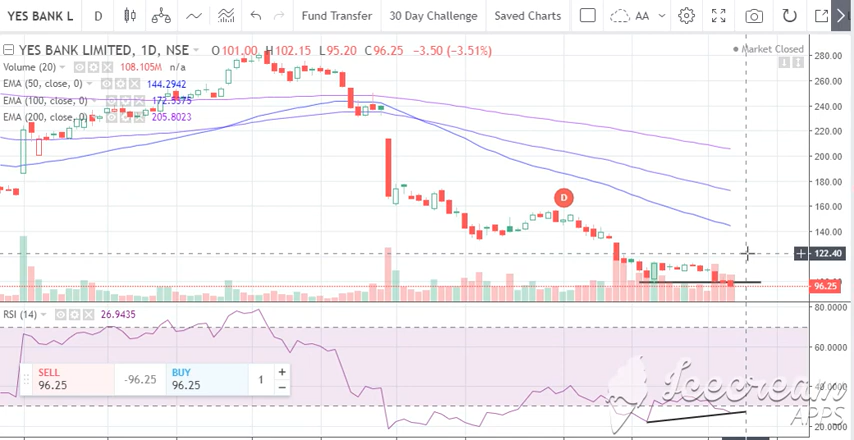 YES BANK L D AA Fund Transfer 30 Day Challenge Saved Charts
YES BANK LIMITED, 1D, NSE O101.00 H102.15 L95.20 C96.25 −3.50 (−3.51%)
Market Closed
Volume (20) 108.105M n/a
EMA (50, close, 0) 144.2942
EMA (100, close, 0) 172.5575
EMA (200, close, 0) 205.8023
280.00
260.00
240.00
220.00
200.00
180.00
D
160.00
140.00
122.40
96.25
RSI (14) 26.9435
80.0000
60.0000
40.0000
20.0000
SELL
96.25
-96.25
BUY
96.25
1
Icecream
APPS